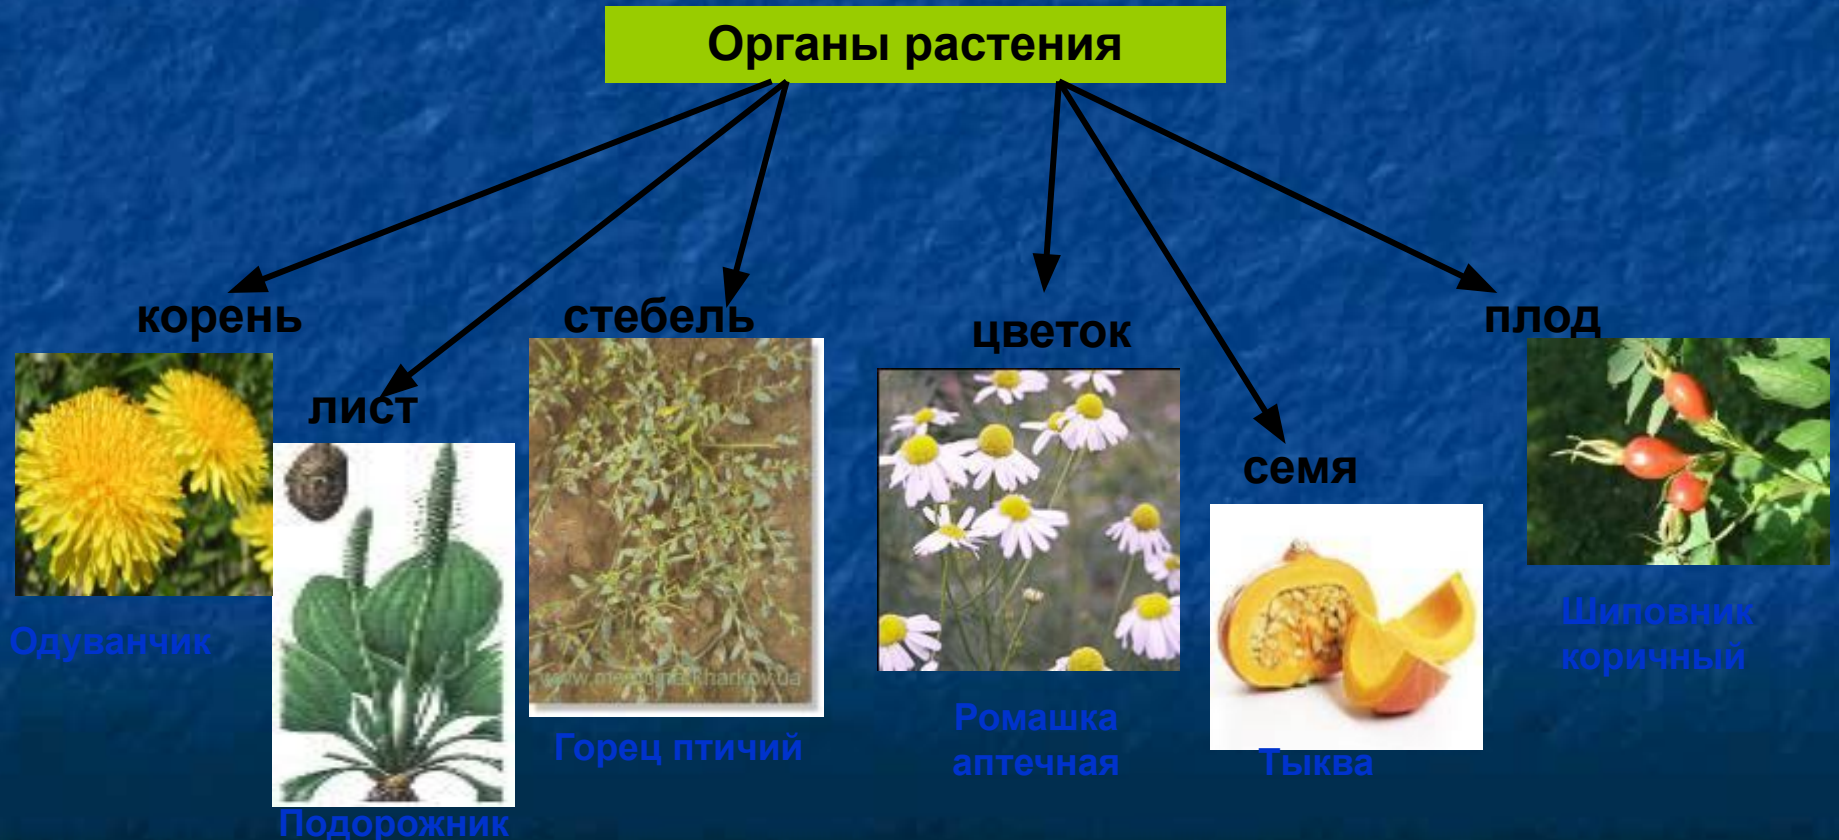 Органы растения
корень
лист
стебель
цветок
семя
плод
Одуванчик
Подорожник
Горец птичий
Ромашка
аптечная
Тыква
Шиповник
коричный